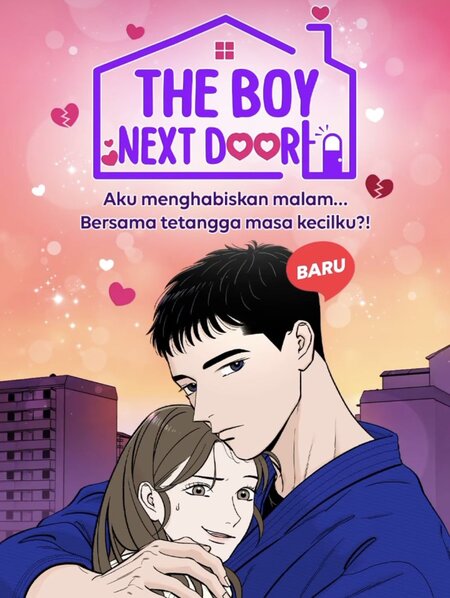 THE BOY
NEXT DOOR
Aku menghabiskan malam...
Bersama tetangga masa kecilku?!
BARU